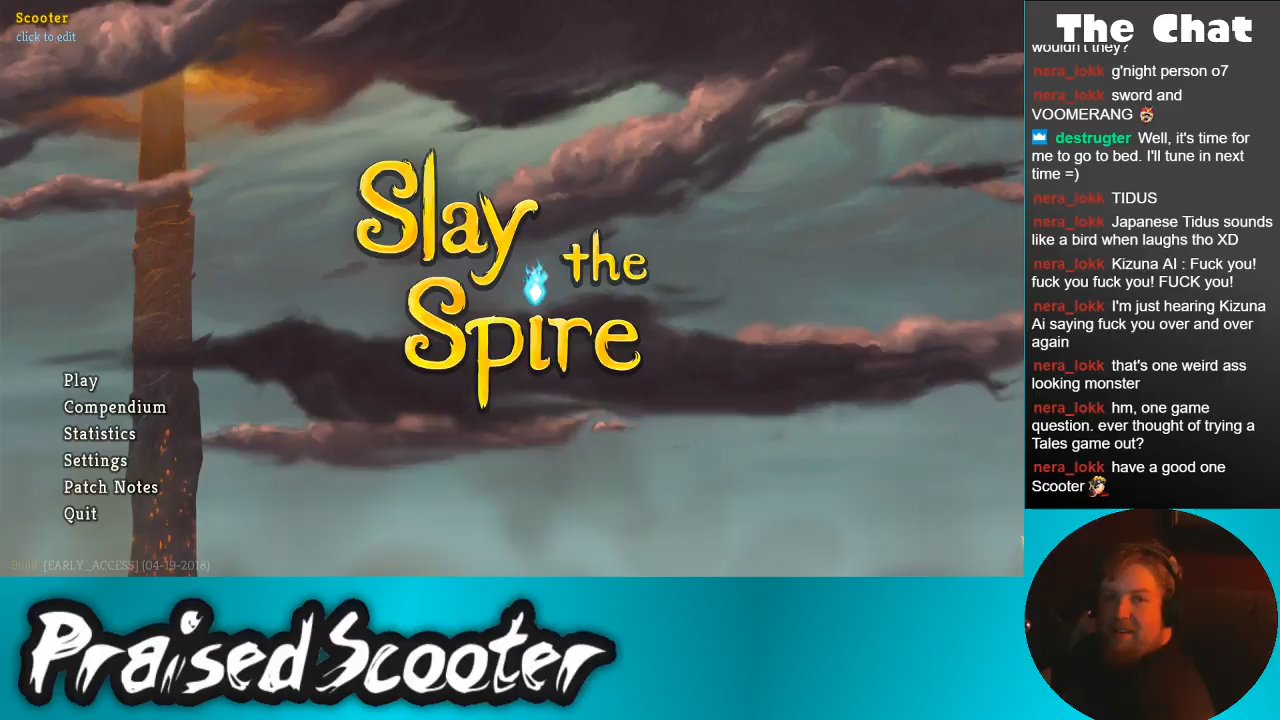 Scooter
click to edit
Slay
the
Spire
Play
Compendium
Statistics
Settings
Patch Notes
Quit
Build: [EARLY_ACCESS] (04-19-2018)
PraisedScooter
The Chat
wouldn't they?
nera_lokk g'night person o7
nera_lokk sword and
VOOMERANG
destrugter Well, it's time for
me to go to bed. I'll tune in next
time =)
nera_lokk TIDUS
nera_lokk Japanese Tidus sounds
like a bird when laughs tho XD
nera_lokk Kizuna AI : Fuck you!
fuck you fuck you! FUCK you!
nera_lokk I'm just hearing Kizuna
Ai saying fuck you over and over
again
nera_lokk that's one weird ass
looking monster
nera_lokk hm, one game
question. ever thought of trying a
Tales game out?
nera_lokk have a good one
Scooter